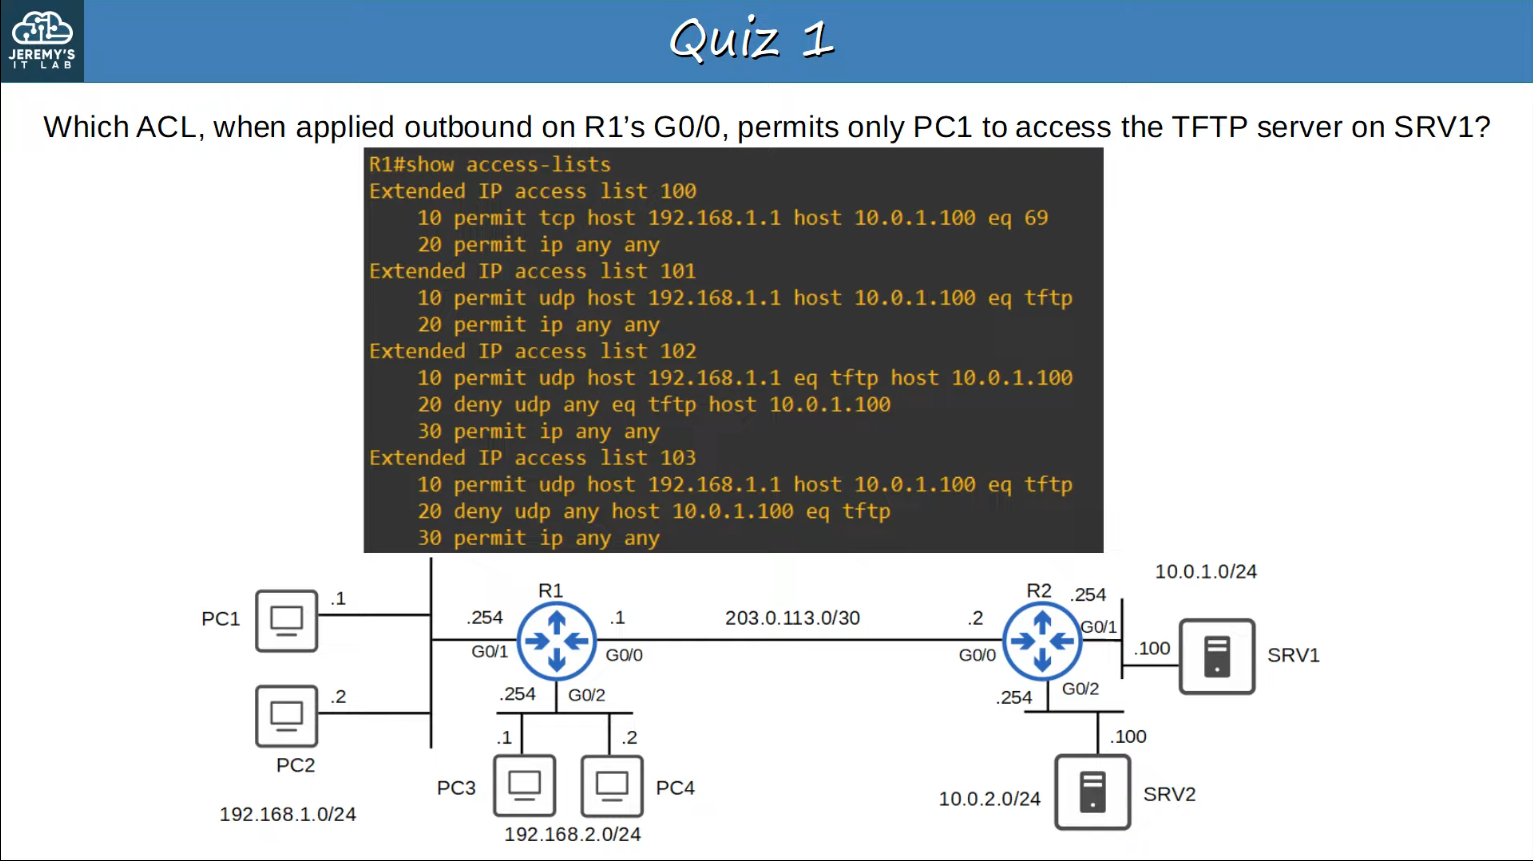 JEREMY'S
IT LAB
Quiz 1
Which ACL, when applied outbound on R1's G0/0, permits only PC1 to access the TFTP server on SRV1?
R1#show access-lists
Extended IP access list 100
10 permit tcp host 192.168.1.1 host 10.0.1.100 eq 69
20 permit ip any any
Extended IP access list 101
10 permit udp host 192.168.1.1 host 10.0.1.100 eq tftp
20 permit ip any any
Extended IP access list 102
10 permit udp host 192.168.1.1 eq tftp host 10.0.1.100
20 deny udp any eq tftp host 10.0.1.100
30 permit ip any any
Extended IP access list 103
10 permit udp host 192.168.1.1 host 10.0.1.100 eq tftp
20 deny udp any host 10.0.1.100 eq tftp
30 permit ip any any
10.0.1.0/24
R1
R2
.254
PC1
.1
.254
.1
203.0.113.0/30
.2
G0/1
G0/1
G0/0
G0/0
.100
SRV1
.2
.254
G0/2
.254
G0/2
.1
.2
.100
PC2
PC3
PC4
10.0.2.0/24
SRV2
192.168.1.0/24
192.168.2.0/24